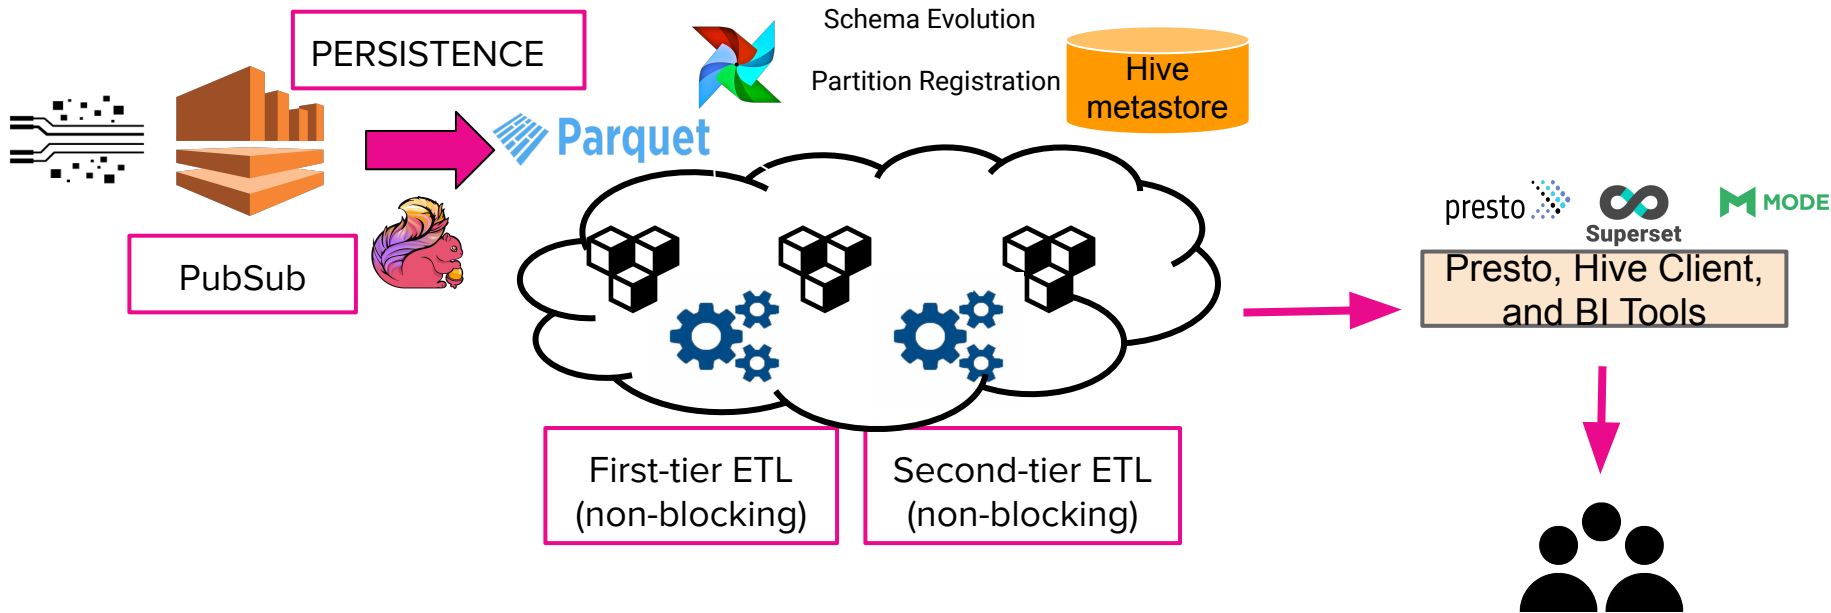 PERSISTENCE
Schema Evolution
Partition Registration
Hive
metastore
Parquet
PubSub
presto
Superset
MODE
Presto, Hive Client,
and BI Tools
First-tier ETL
(non-blocking)
Second-tier ETL
(non-blocking)